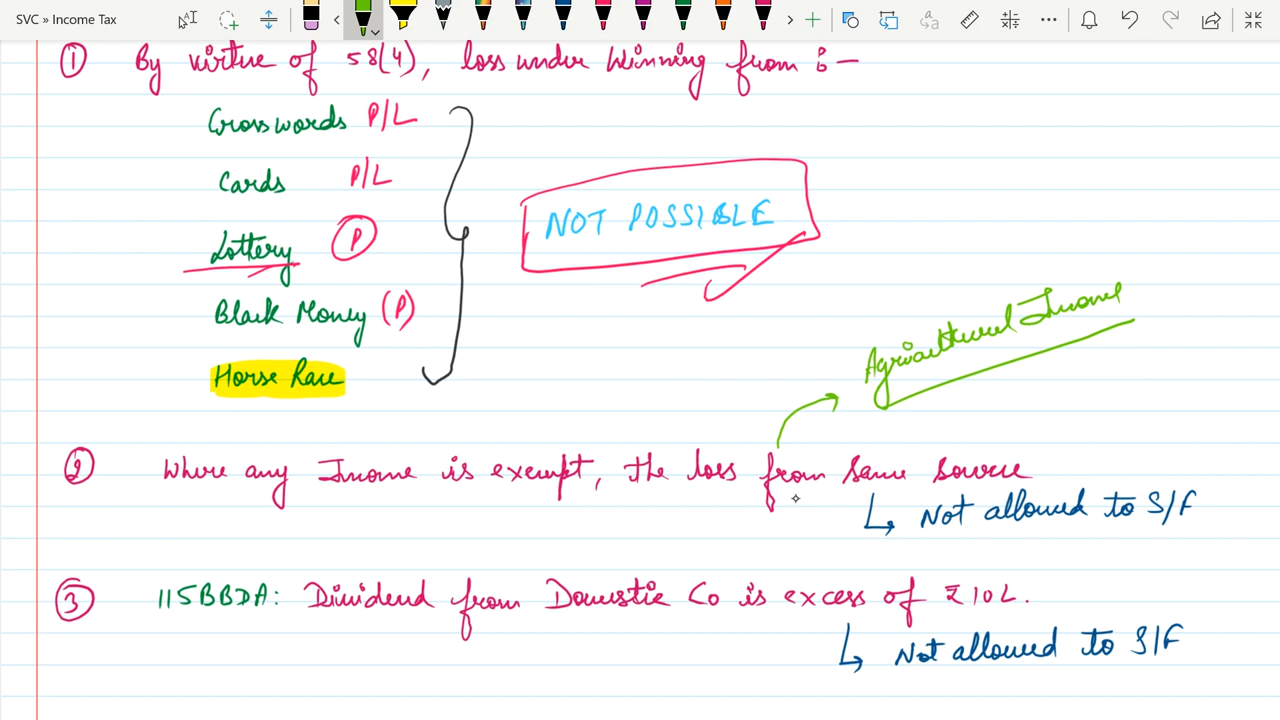 SVC » Income Tax
① By virtue of 58(4), loss under Winning from :-
Crosswords P/L
Cards P/L
Lottery P
Black Money (P)
Horse Race
NOT POSSIBLE
Agricultural Income
② Where any Income is exempt, the loss from same source
↳ Not allowed to S/F
③ 115BBDA: Dividend from Domestic Co is excess of ₹10L.
↳ Not allowed to S/F